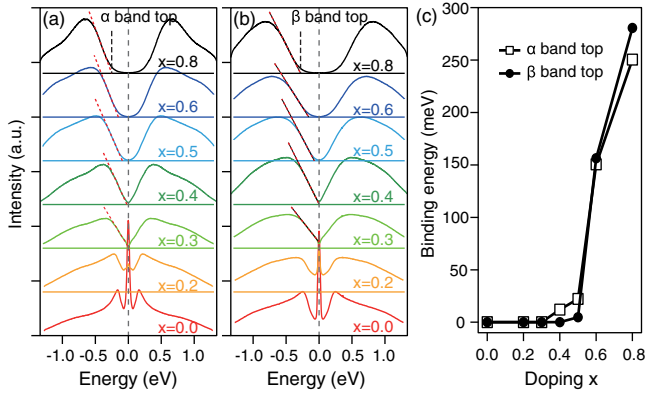 (a)
α band top
x=0.8
x=0.6
x=0.5
x=0.4
x=0.3
x=0.2
x=0.0
Intensity (a.u.)
-1.0 -0.5 0.0 0.5 1.0
Energy (eV)
(b)
β band top
x=0.8
x=0.6
x=0.5
x=0.4
x=0.3
x=0.2
x=0.0
-1.0 -0.5 0.0 0.5 1.0
Energy (eV)
(c)
α band top
β band top
Binding energy (meV)
300
250
200
150
100
50
0
0.0 0.2 0.4 0.6 0.8
Doping x